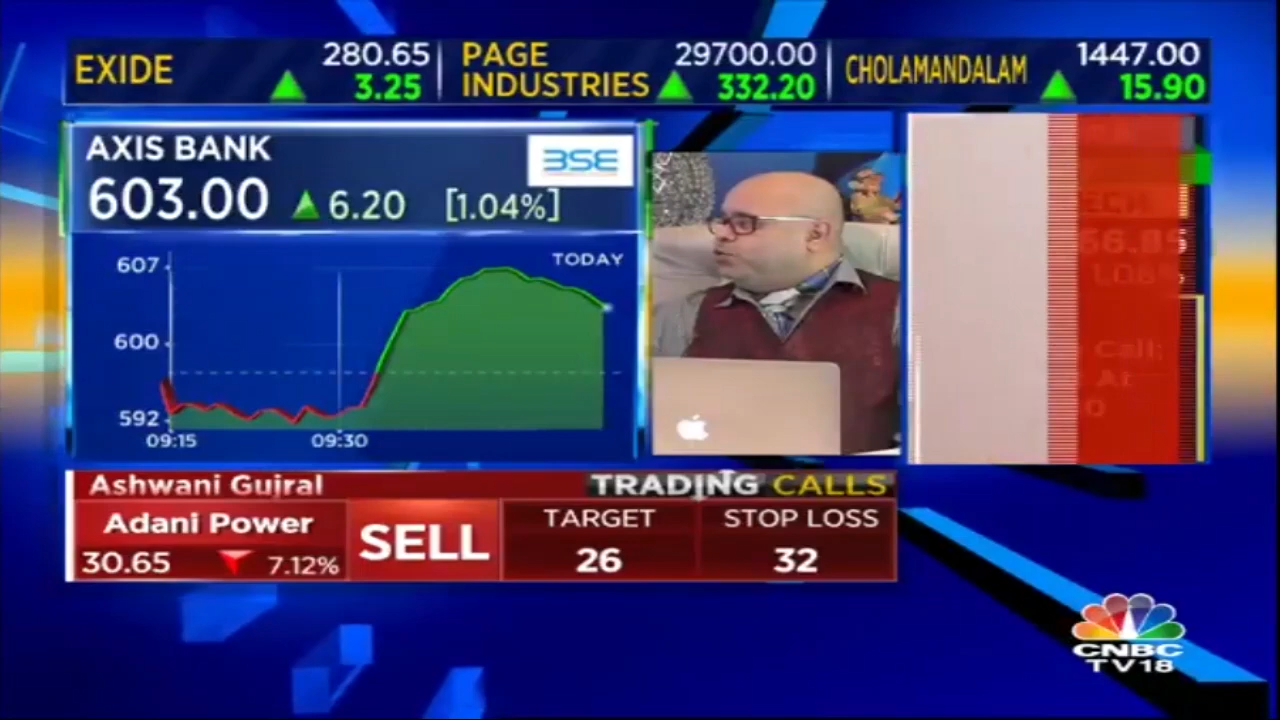 EXIDE 280.65 3.25
PAGE INDUSTRIES 29700.00 332.20
CHOLAMANDALAM 1447.00 15.90
AXIS BANK
BSE
603.00 6.20 [1.04%]
TODAY
607
600
592
09:15 09:30
Ashwani Gujral
TRADING CALLS
Adani Power
30.65 7.12%
SELL
TARGET
26
STOP LOSS
32
CNBC
TV18